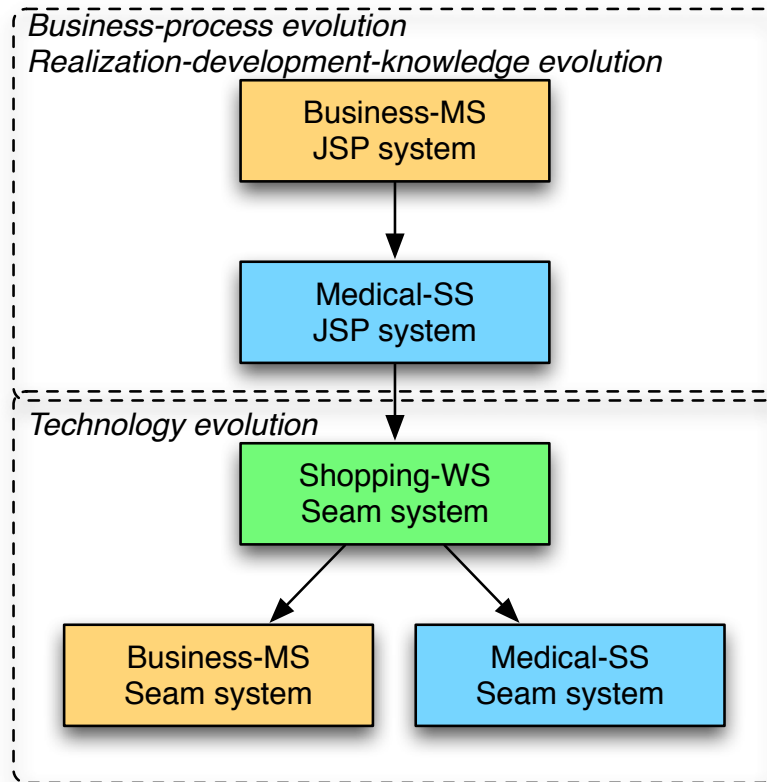 Business-process evolution
Realization-development-knowledge evolution
Business-MS
JSP system
Medical-SS
JSP system
Technology evolution
Shopping-WS
Seam system
Business-MS
Seam system
Medical-SS
Seam system